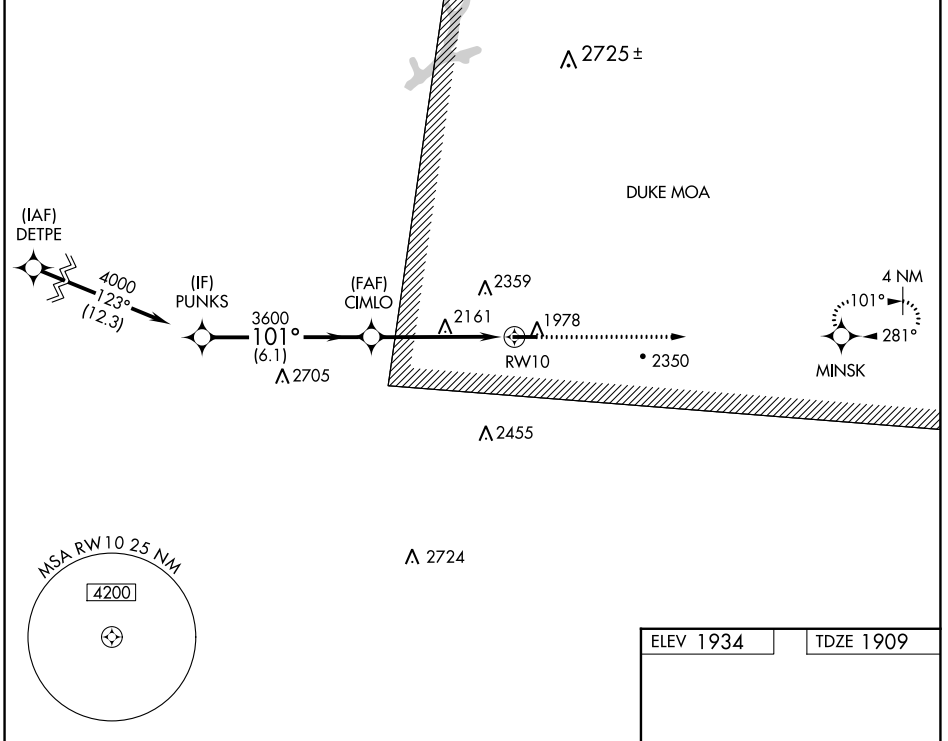 2725 ±
DUKE MOA
(IAF)
DETPE
4000
123°
(12.3)
(IF)
PUNKS
3600
101°
(6.1)
2705
(FAF)
CIMLO
2359
2161
1978
RW10
2350
4 NM
101°
281°
MINSK
2455
2724
MSA RW10 25 NM
4200
ELEV 1934
TDZE 1909